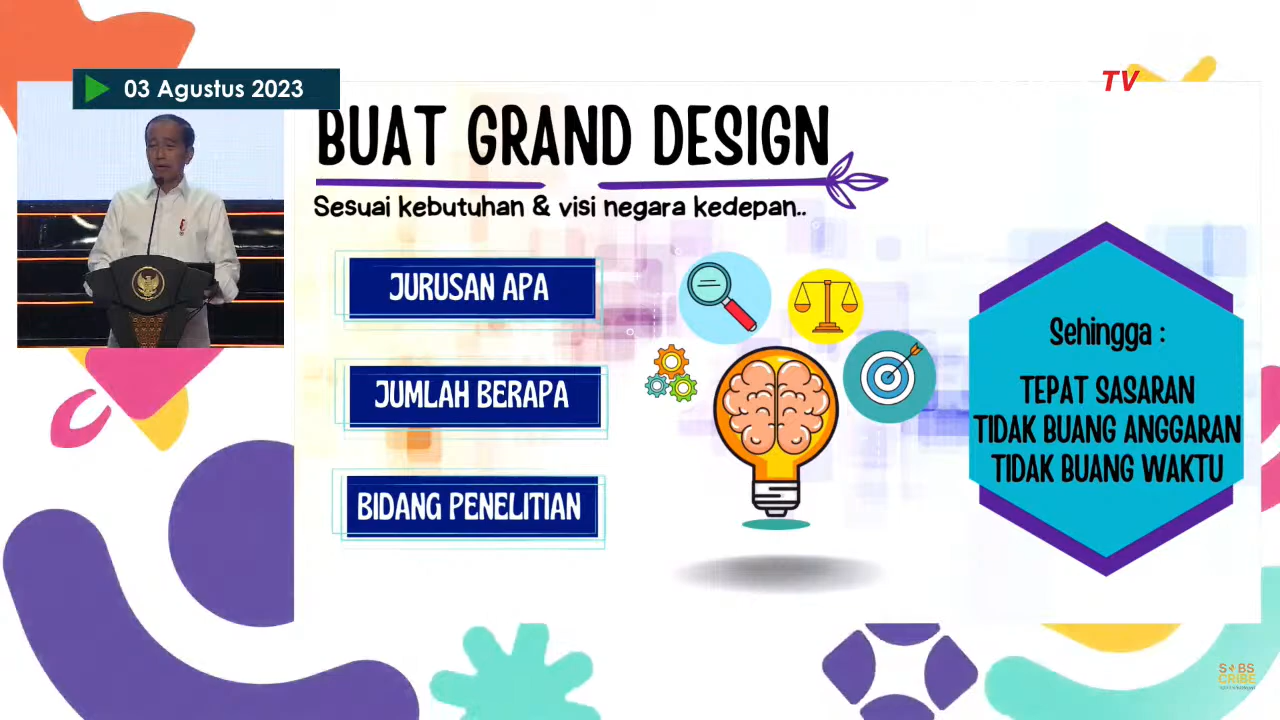 03 Agustus 2023
TV
BUAT GRAND DESIGN
Sesuai kebutuhan & visi negara kedepan..
JURUSAN APA
JUMLAH BERAPA
BIDANG PENELITIAN
Sehingga :
TEPAT SASARAN
TIDAK BUANG ANGGARAN
TIDAK BUANG WAKTU
SUBS
CRIBE